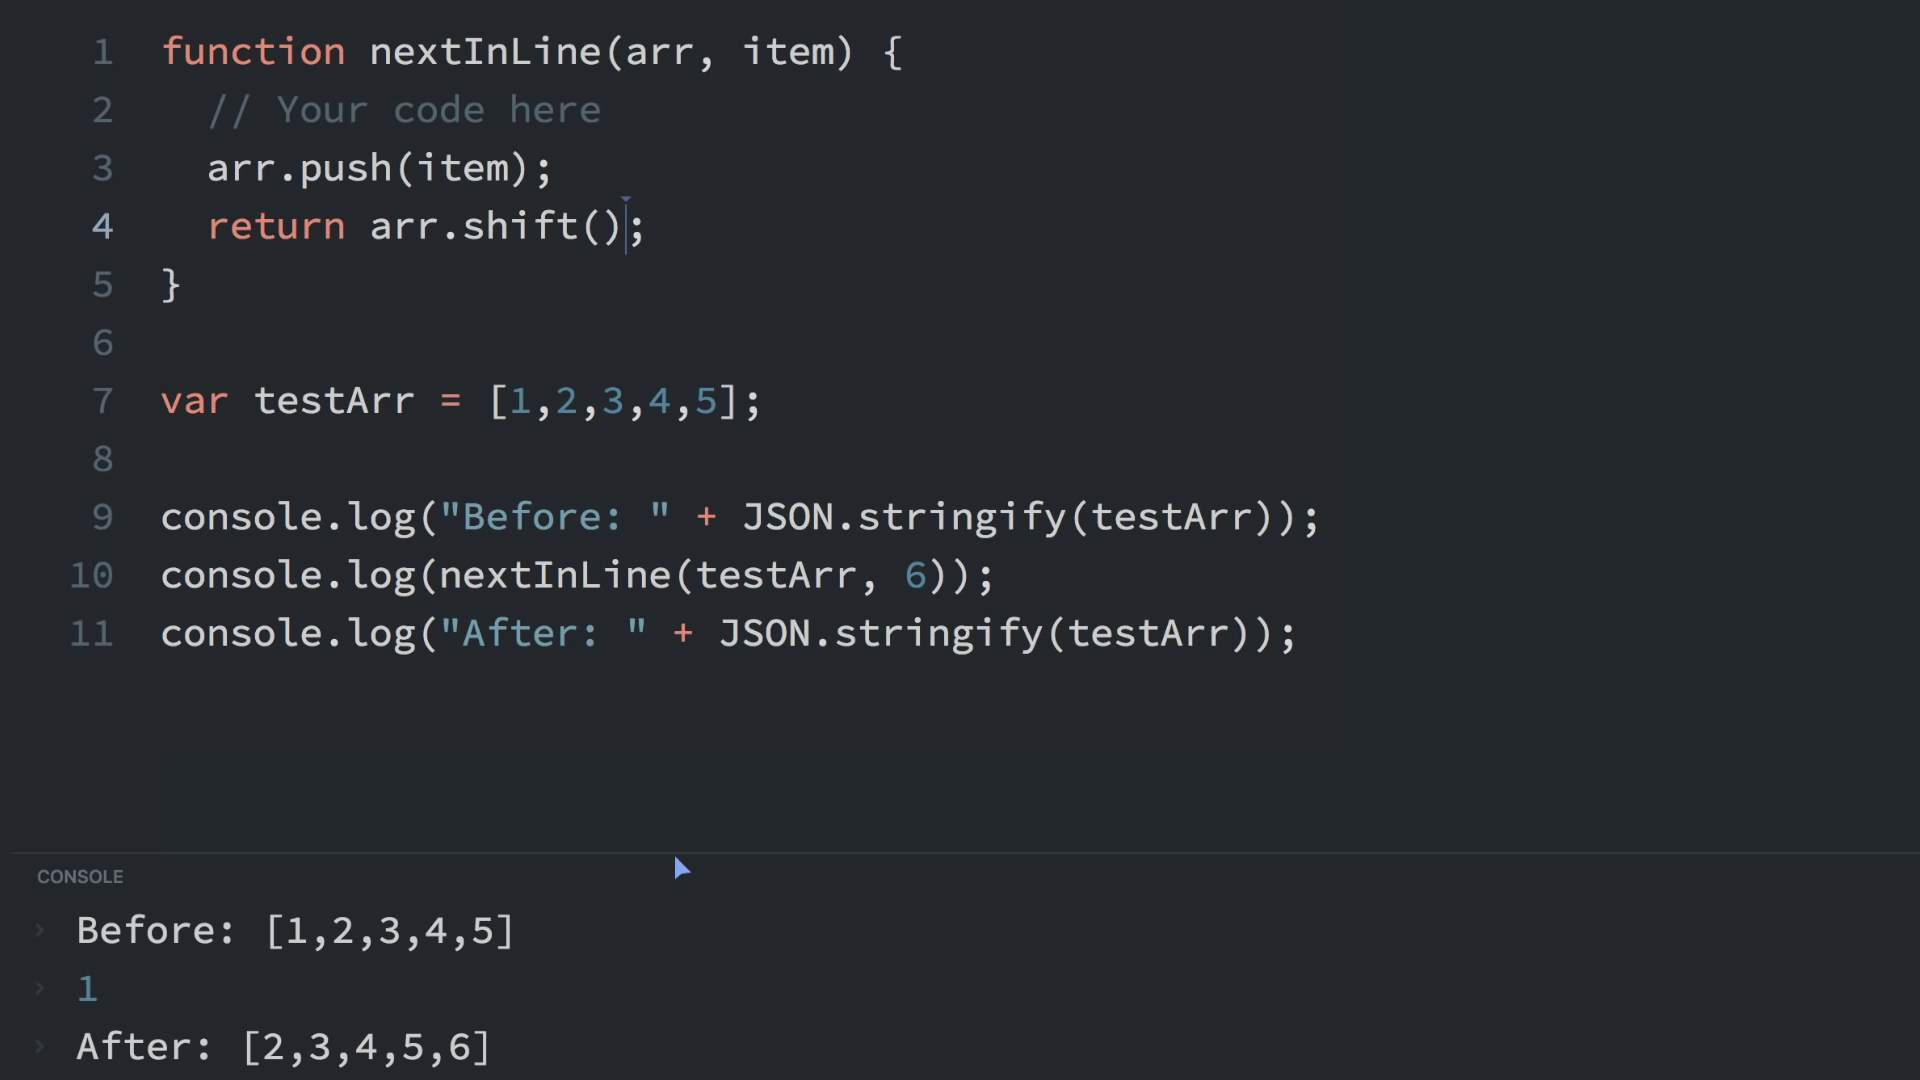 1 function nextInLine(arr, item) {
2 // Your code here
3 arr.push(item);
4 return arr.shift();
5 }
6
7 var testArr = [1,2,3,4,5];
8
9 console.log("Before: " + JSON.stringify(testArr));
10 console.log(nextInLine(testArr, 6));
11 console.log("After: " + JSON.stringify(testArr));
CONSOLE
› Before: [1,2,3,4,5]
› 1
› After: [2,3,4,5,6]